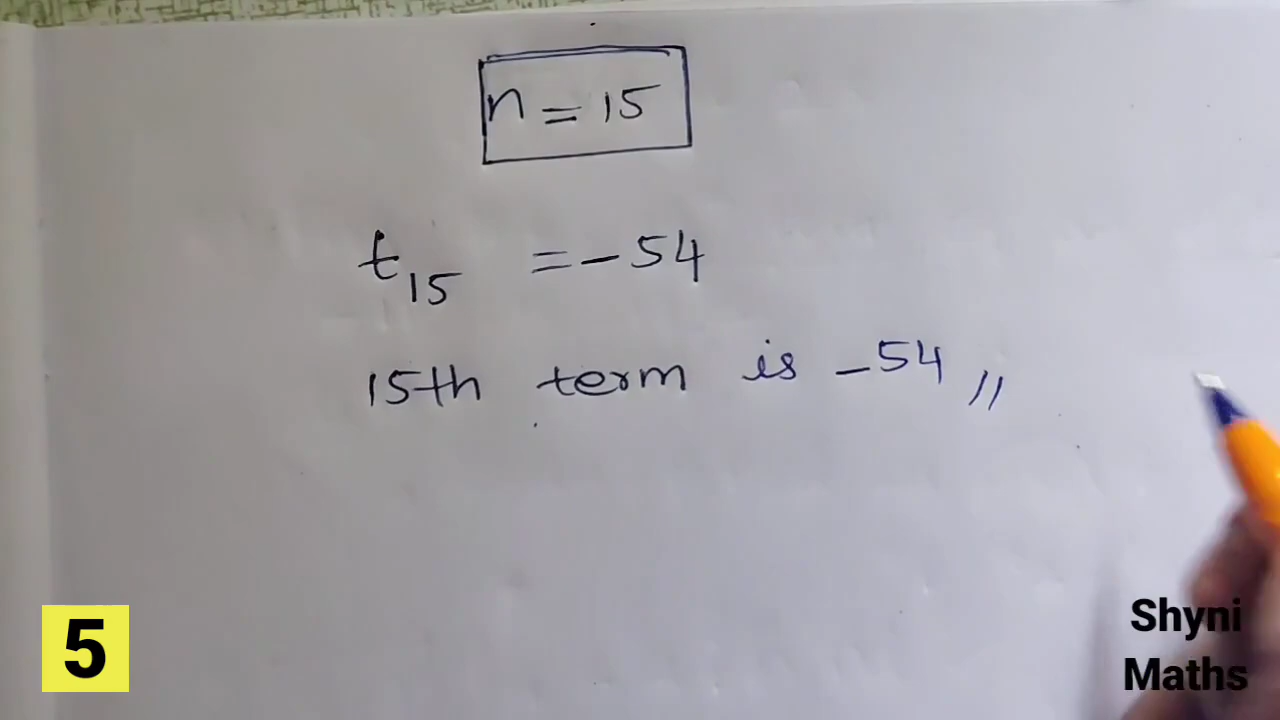 n = 15
t15 = -54
15th term is -54 //
5
Shyni
Maths